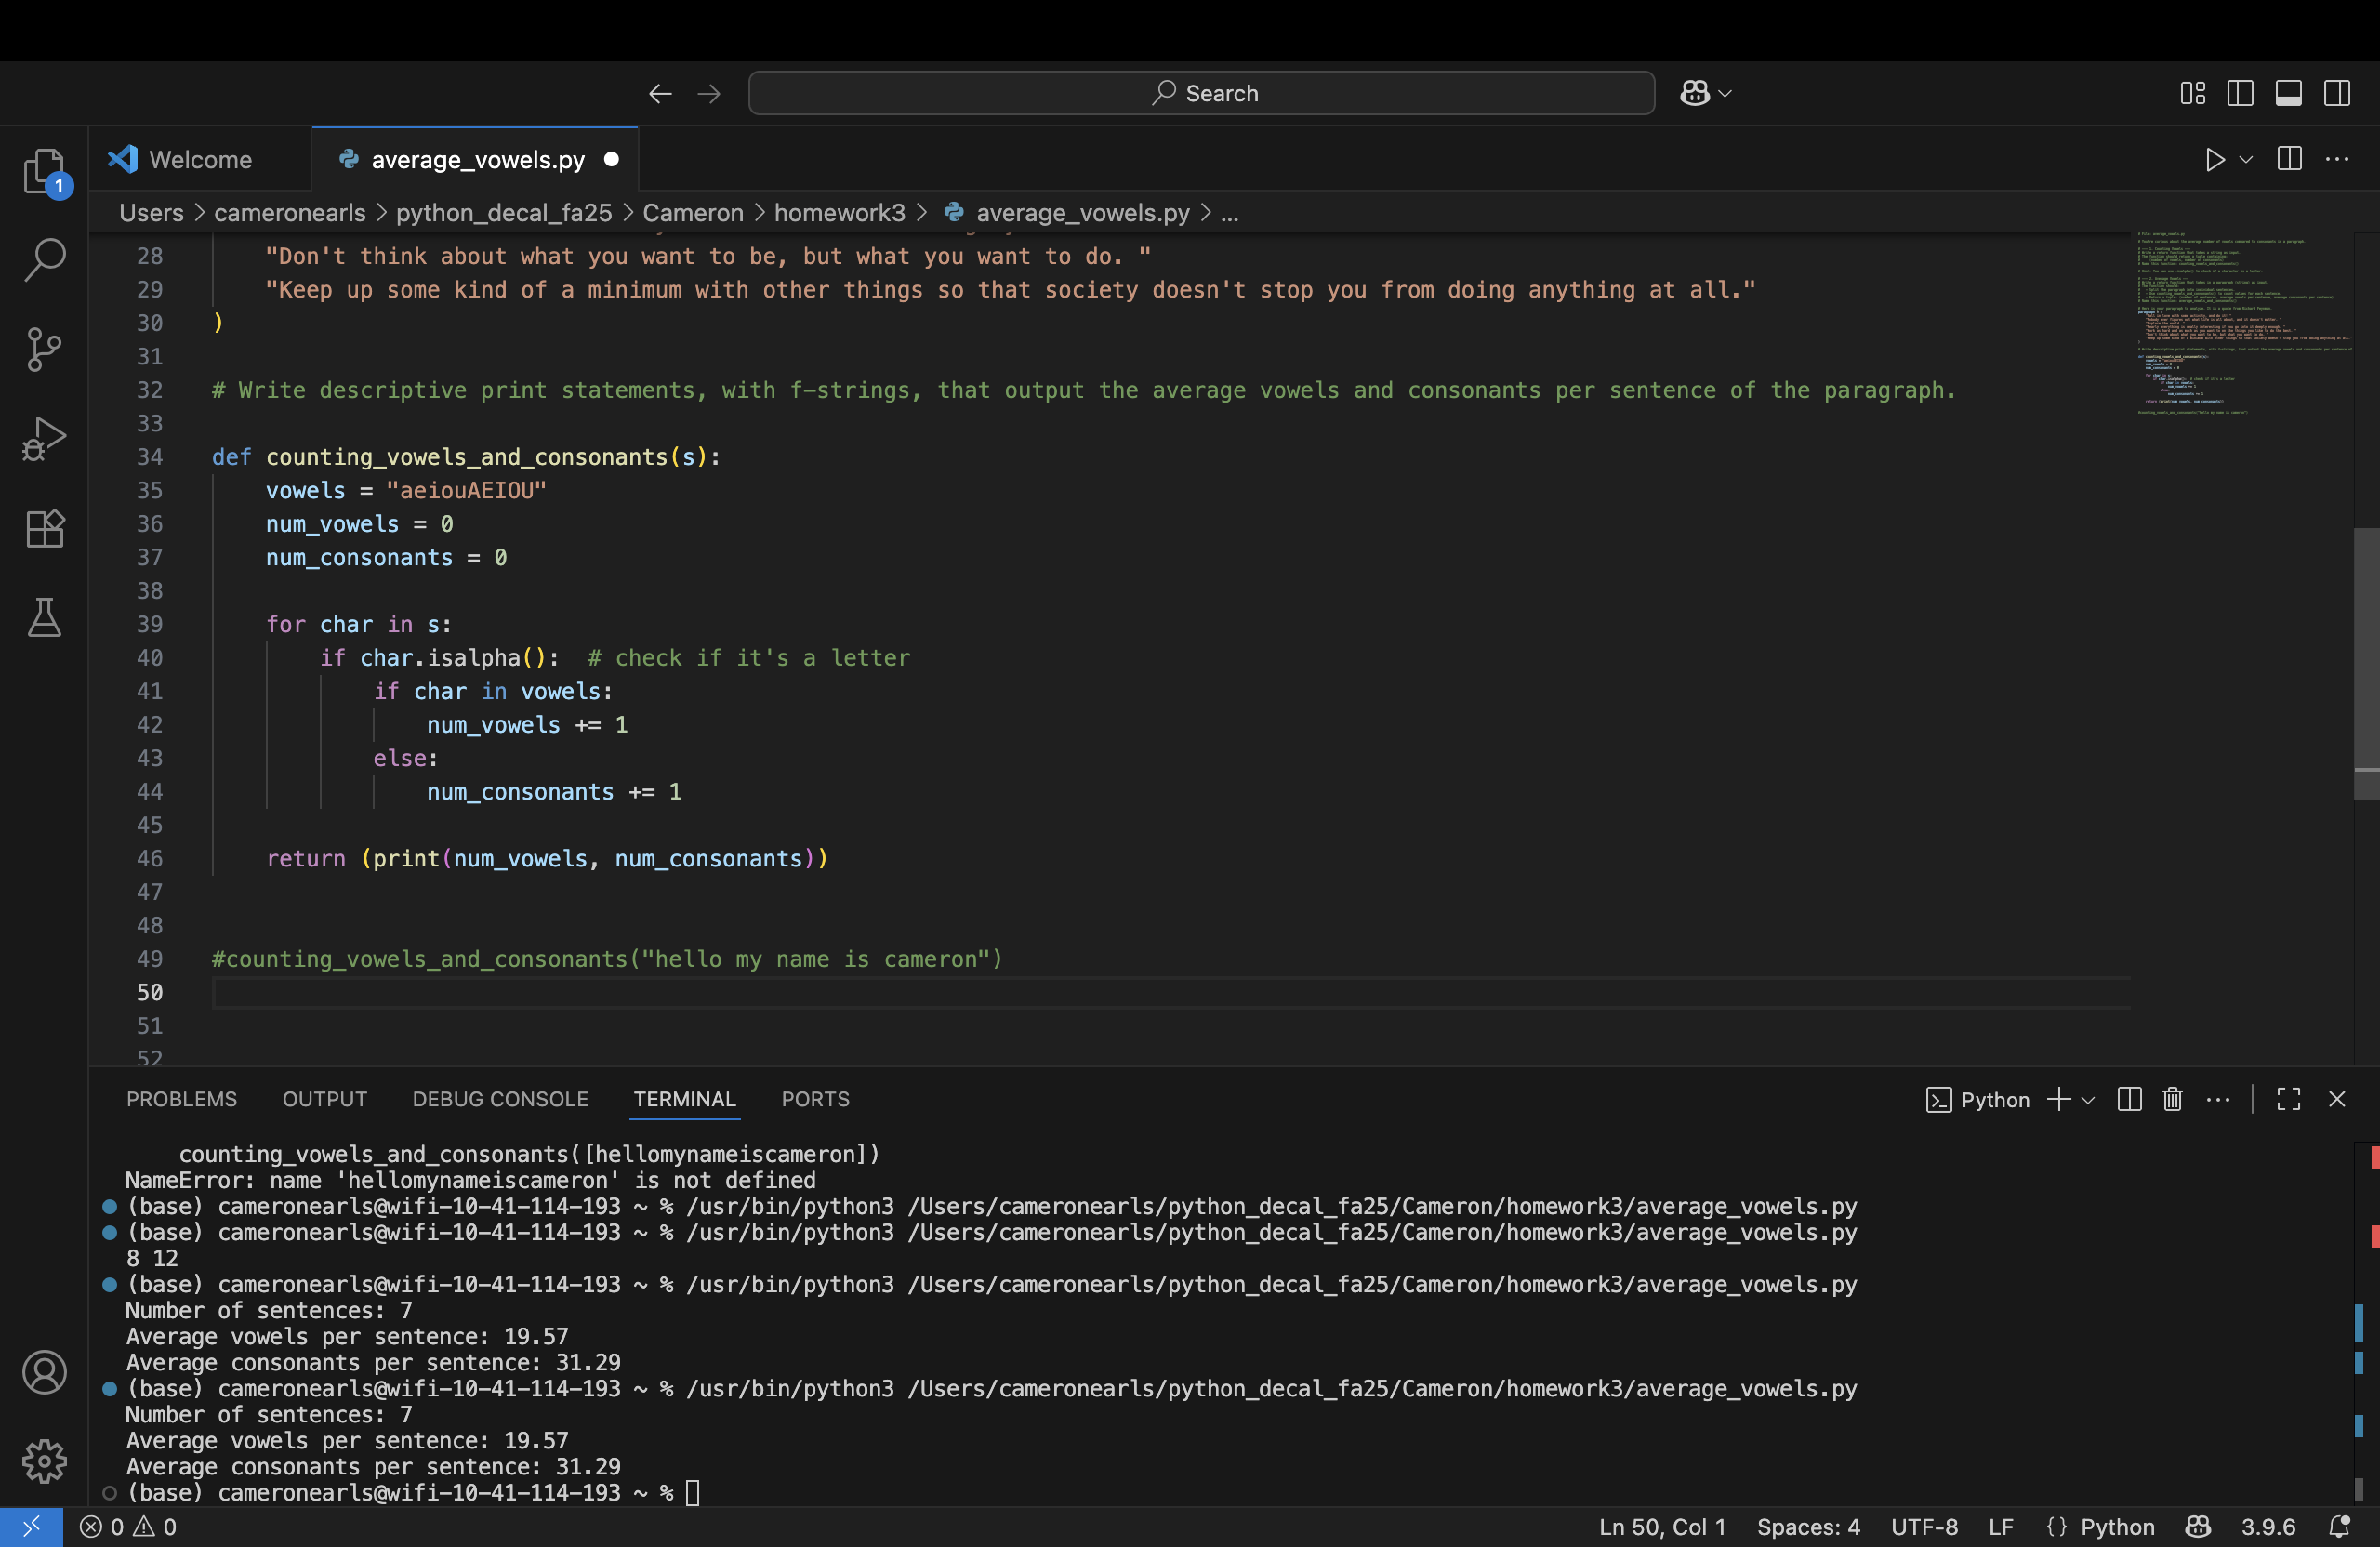 Search
Welcome
average_vowels.py
1
Users > cameronearls > python_decal_fa25 > Cameron > homework3 > average_vowels.py > ...
28 "Don't think about what you want to be, but what you want to do. "
29 "Keep up some kind of a minimum with other things so that society doesn't stop you from doing anything at all."
30 )
31
32 # Write descriptive print statements, with f-strings, that output the average vowels and consonants per sentence of the paragraph.
33
34 def counting_vowels_and_consonants(s):
35 vowels = "aeiouAEIOU"
36 num_vowels = 0
37 num_consonants = 0
38
39 for char in s:
40 if char.isalpha():  # check if it's a letter
41 if char in vowels:
42 num_vowels += 1
43 else:
44 num_consonants += 1
45
46 return (print(num_vowels, num_consonants))
47
48
49 #counting_vowels_and_consonants("hello my name is cameron")
50
51
52
PROBLEMS OUTPUT DEBUG CONSOLE TERMINAL PORTS
Python
counting_vowels_and_consonants([hellomynameiscameron])
NameError: name 'hellomynameiscameron' is not defined
(base) cameronearls@wifi-10-41-114-193 ~ % /usr/bin/python3 /Users/cameronearls/python_decal_fa25/Cameron/homework3/average_vowels.py
(base) cameronearls@wifi-10-41-114-193 ~ % /usr/bin/python3 /Users/cameronearls/python_decal_fa25/Cameron/homework3/average_vowels.py
8 12
(base) cameronearls@wifi-10-41-114-193 ~ % /usr/bin/python3 /Users/cameronearls/python_decal_fa25/Cameron/homework3/average_vowels.py
Number of sentences: 7
Average vowels per sentence: 19.57
Average consonants per sentence: 31.29
(base) cameronearls@wifi-10-41-114-193 ~ % /usr/bin/python3 /Users/cameronearls/python_decal_fa25/Cameron/homework3/average_vowels.py
Number of sentences: 7
Average vowels per sentence: 19.57
Average consonants per sentence: 31.29
(base) cameronearls@wifi-10-41-114-193 ~ %
0 0
Ln 50, Col 1 Spaces: 4 UTF-8 LF {} Python 3.9.6